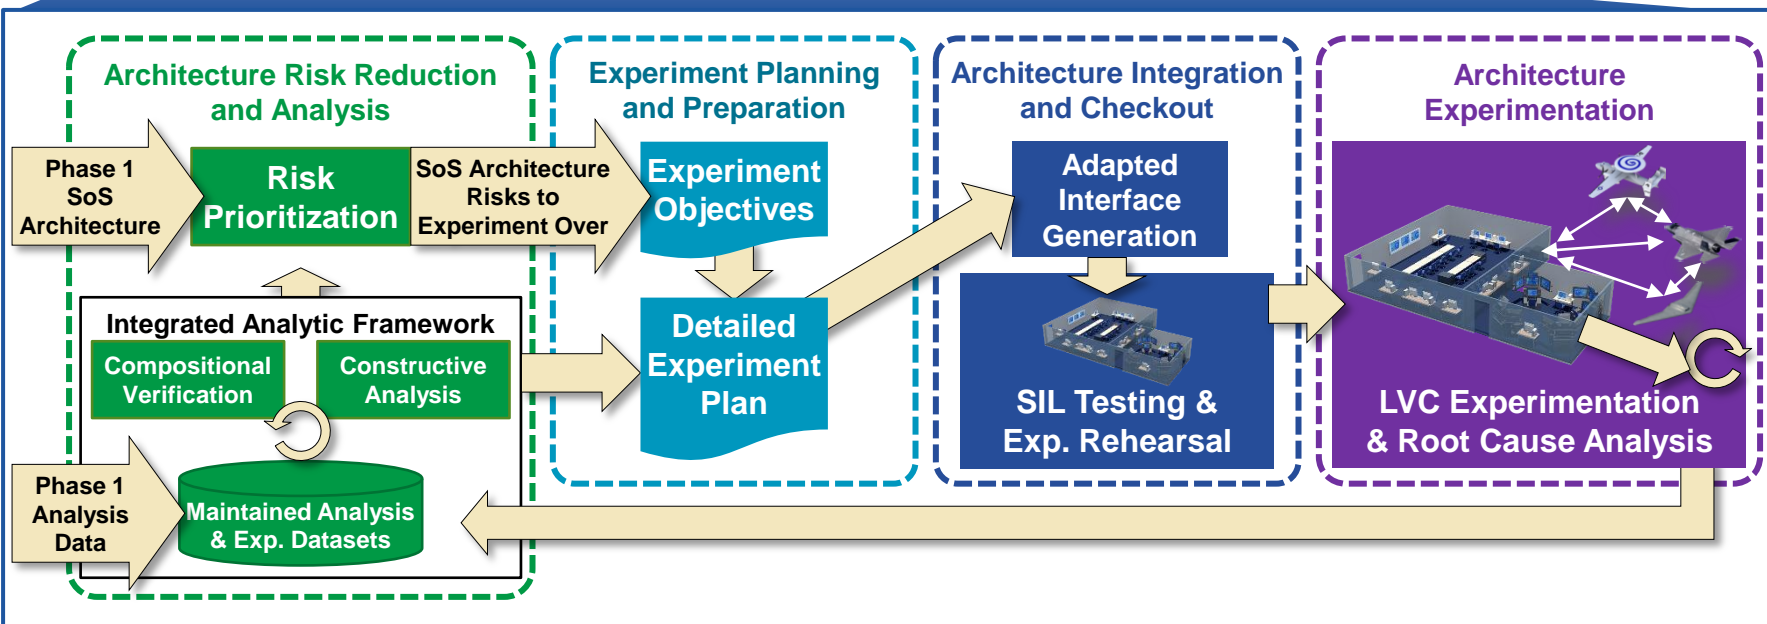 Architecture Risk Reduction
and Analysis
Phase 1
SoS
Architecture
Risk
Prioritization
SoS Architecture
Risks to
Experiment Over
Integrated Analytic Framework
Compositional
Verification
Constructive
Analysis
Phase 1
Analysis
Data
Maintained Analysis
& Exp. Datasets
Experiment Planning
and Preparation
Experiment
Objectives
Detailed
Experiment
Plan
Architecture Integration
and Checkout
Adapted
Interface
Generation
SIL Testing &
Exp. Rehearsal
Architecture
Experimentation
LVC Experimentation
& Root Cause Analysis